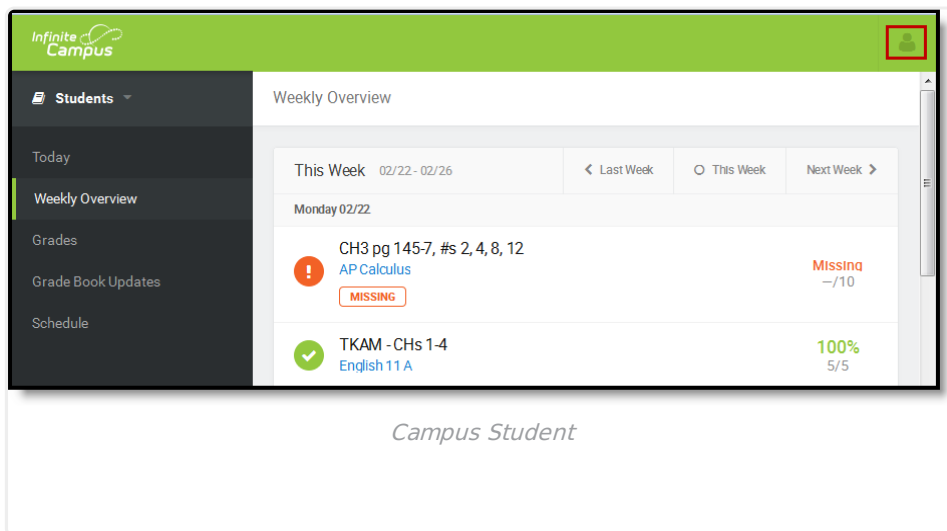 Infinite
Campus
Students
Weekly Overview
Today
Weekly Overview
Grades
Grade Book Updates
Schedule
This Week 02/22 - 02/26
Last Week
This Week
Next Week
Monday 02/22
CH3 pg 145-7, #s 2, 4, 8, 12
AP Calculus
MISSING
Missing
–/10
TKAM - CHs 1-4
English 11 A
100%
5/5
Campus Student